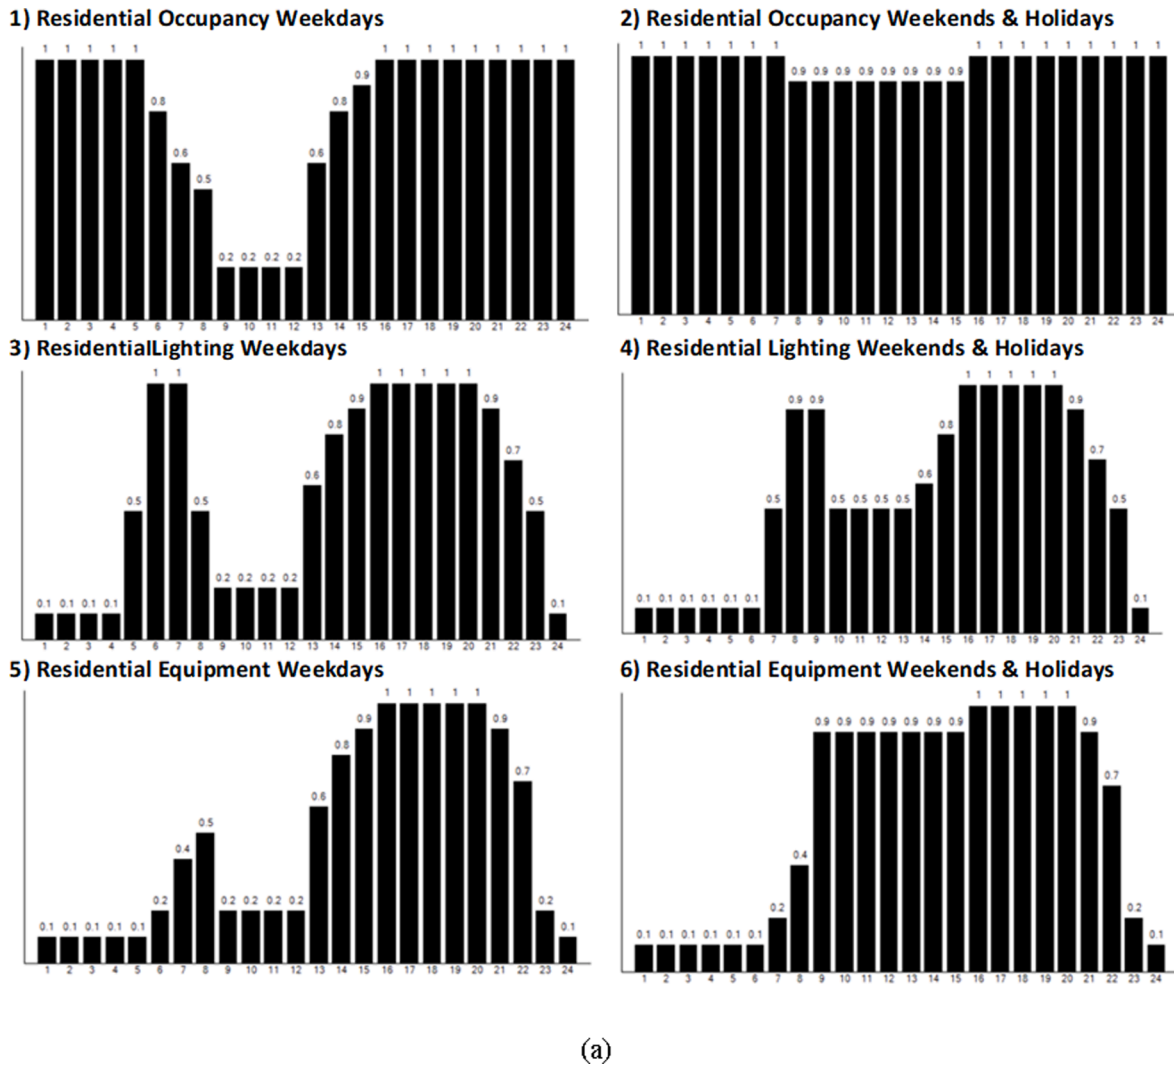 1) Residential Occupancy Weekdays
1 1 1 1 1 0.8 0.6 0.5 0.2 0.2 0.2 0.2 0.6 0.8 0.9 1 1 1 1 1 1 1 1 1
1 2 3 4 5 6 7 8 9 10 11 12 13 14 15 16 17 18 19 20 21 22 23 24
2) Residential Occupancy Weekends & Holidays
1 1 1 1 1 1 1 0.9 0.9 0.9 0.9 0.9 0.9 0.9 0.9 1 1 1 1 1 1 1 1 1
1 2 3 4 5 6 7 8 9 10 11 12 13 14 15 16 17 18 19 20 21 22 23 24
3) ResidentialLighting Weekdays
0.1 0.1 0.1 0.1 0.5 1 1 0.5 0.2 0.2 0.2 0.2 0.6 0.8 0.9 1 1 1 1 1 0.9 0.7 0.5 0.1
1 2 3 4 5 6 7 8 9 10 11 12 13 14 15 16 17 18 19 20 21 22 23 24
4) Residential Lighting Weekends & Holidays
0.1 0.1 0.1 0.1 0.1 0.1 0.5 0.9 0.9 0.5 0.5 0.5 0.5 0.6 0.8 1 1 1 1 1 0.9 0.7 0.5 0.1
1 2 3 4 5 6 7 8 9 10 11 12 13 14 15 16 17 18 19 20 21 22 23 24
5) Residential Equipment Weekdays
0.1 0.1 0.1 0.1 0.1 0.2 0.4 0.5 0.2 0.2 0.2 0.2 0.6 0.8 0.9 1 1 1 1 1 0.9 0.7 0.2 0.1
1 2 3 4 5 6 7 8 9 10 11 12 13 14 15 16 17 18 19 20 21 22 23 24
6) Residential Equipment Weekends & Holidays
0.1 0.1 0.1 0.1 0.1 0.1 0.2 0.4 0.9 0.9 0.9 0.9 0.9 0.9 0.9 1 1 1 1 1 0.9 0.7 0.2 0.1
1 2 3 4 5 6 7 8 9 10 11 12 13 14 15 16 17 18 19 20 21 22 23 24
(a)